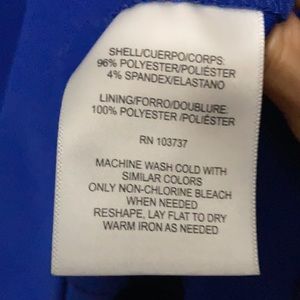 SHELL/CUERPO/CORPS:
96% POLYESTER/POLIÉSTER
4% SPANDEX/ELASTANO
LINING/FORRO/DOUBLURE:
100% POLYESTER /POLIÉSTER
RN 103737
MACHINE WASH COLD WITH
SIMILAR COLORS
ONLY NON-CHLORINE BLEACH
WHEN NEEDED
RESHAPE, LAY FLAT TO DRY
WARM IRON AS NEEDED